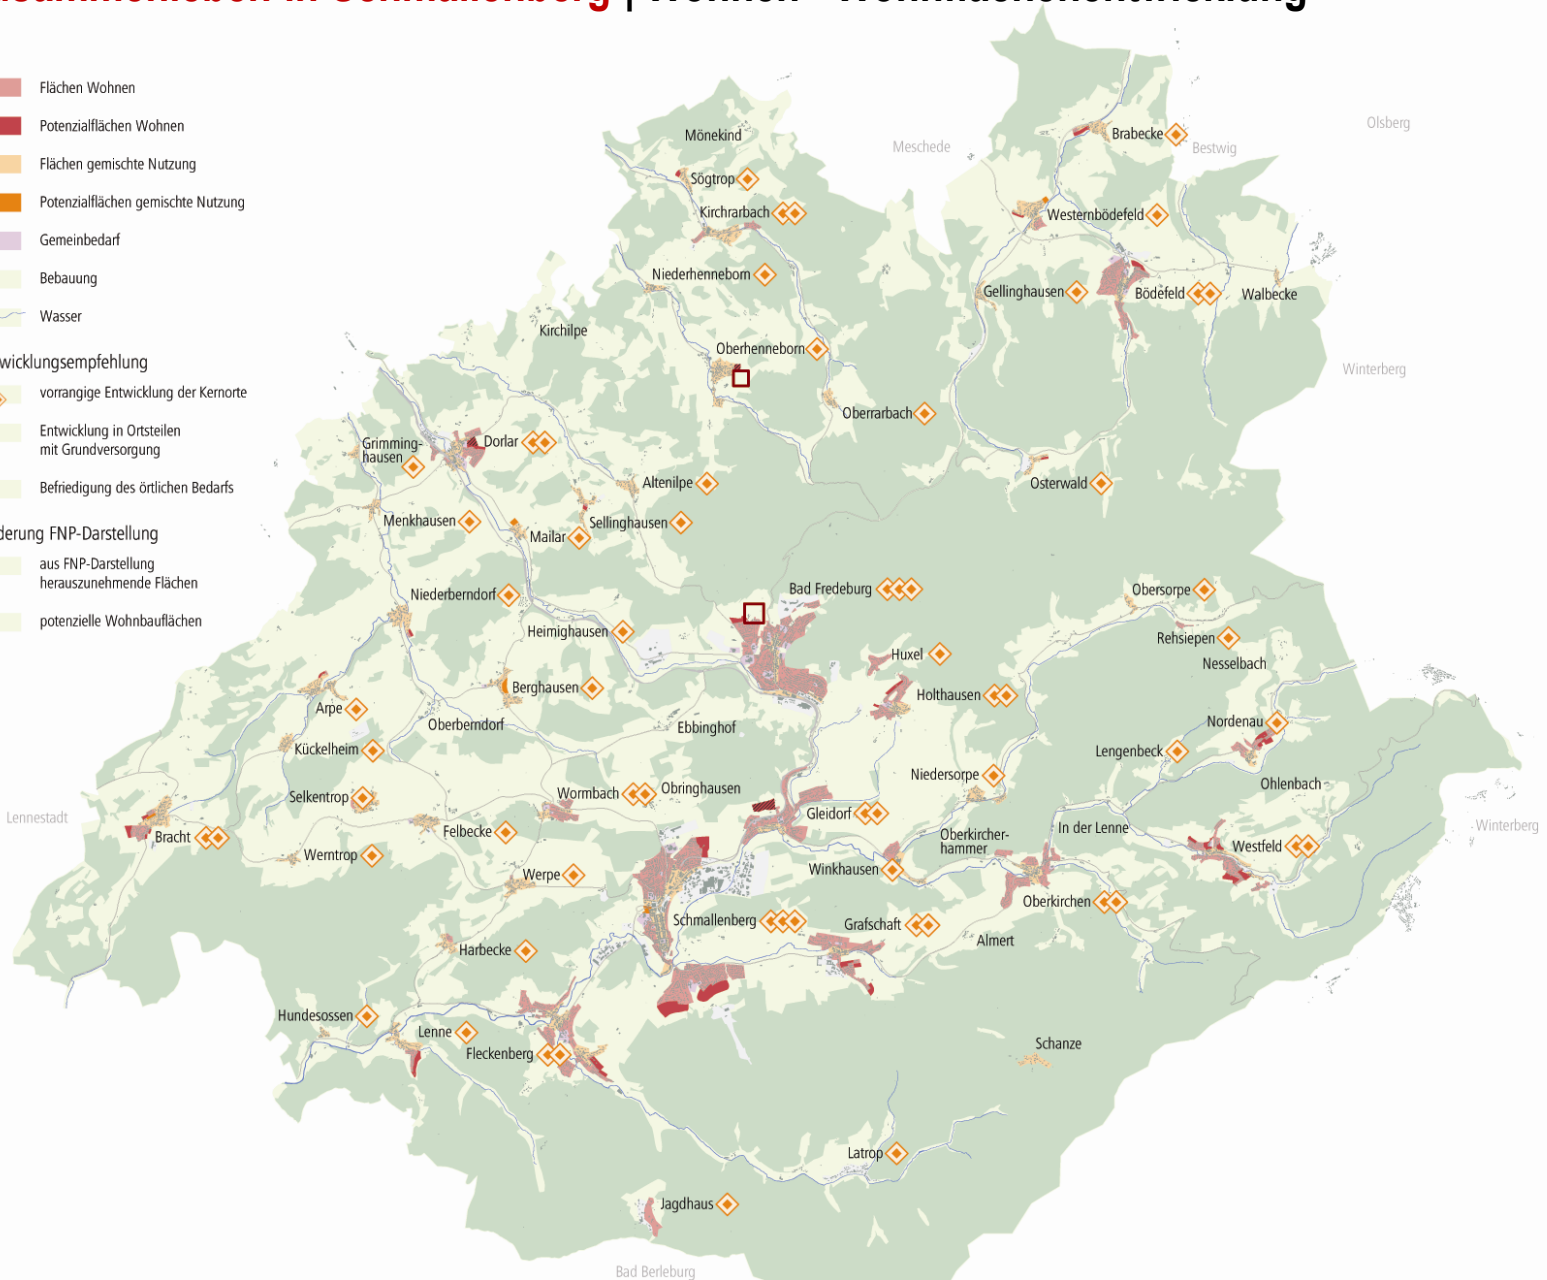 sammenleben in Schmallenberg | Wohnen - Wohnflächenentwicklung
Flächen Wohnen
Potenzialflächen Wohnen
Flächen gemischte Nutzung
Potenzialflächen gemischte Nutzung
Gemeinbedarf
Bebauung
Wasser
wicklungsempfehlung
vorrangige Entwicklung der Kernorte
Entwicklung in Ortsteilen
mit Grundversorgung
Befriedigung des örtlichen Bedarfs
derung FNP-Darstellung
aus FNP-Darstellung
herauszunehmende Flächen
potenzielle Wohnbauflächen
Olsberg
Mönekind
Brabecke
Meschede
Bestwig
Sögtrop
Kirchrarbach
Westernbödefeld
Niederhenneborn
Gellinghausen
Bödefeld
Walbecke
Kirchilpe
Oberhenneborn
Winterberg
Oberrarbach
Grimming-
hausen
Dorlar
Altenilpe
Osterwald
Menkhausen
Sellinghausen
Mailar
Niederberndorf
Bad Fredeburg
Obersorpe
Heimighausen
Rehsiepen
Huxel
Nesselbach
Berghausen
Holthausen
Arpe
Oberberndorf
Ebbinghof
Nordenau
Kückelheim
Lengenbeck
Niedersorpe
Ohlenbach
Selkentrop
Wormbach
Obringhausen
Gleidorf
Lennestadt
Bracht
Felbecke
Oberkircher-
hammer
In der Lenne
Winterberg
Werntrop
Westfeld
Werpe
Winkhausen
Oberkirchen
Schmallenberg
Grafschaft
Almert
Harbecke
Hundesossen
Lenne
Fleckenberg
Schanze
Latrop
Jagdhaus
Bad Berleburg